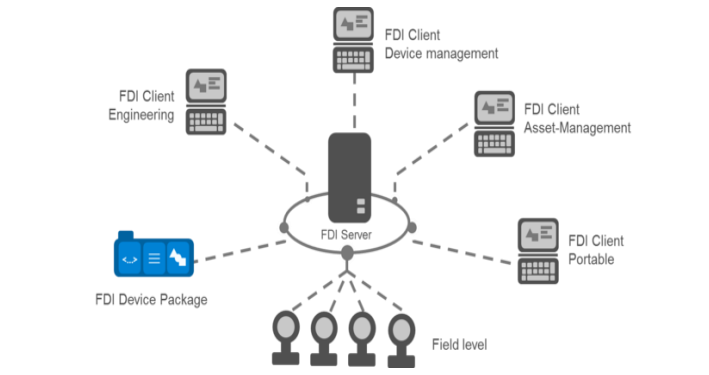 FDI Client
Device management
FDI Client
Engineering
FDI Client
Asset-Management
FDI Server
FDI Client
Portable
<...>
FDI Device Package
Field level